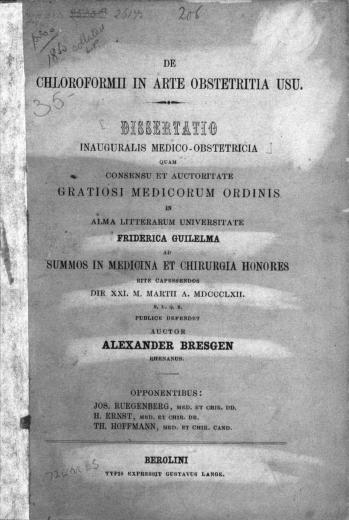 206
35-
DE
CHLOROFORMII IN ARTE OBSTETRITIA USU.
DISSERTATIO
INAUGURALIS MEDICO-OBSTETRICIA
QUAM
CONSENSU ET AUCTORITATE
GRATIOSI MEDICORUM ORDINIS
IN
ALMA LITTERARUM UNIVERSITATE
FRIDERICA GUILELMA
AD
SUMMOS IN MEDICINA ET CHIRURGIA HONORES
RITE CAPESSENDOS
DIE XXI. M. MARTII A. MDCCCLXII.
H. L. Q. S.
PUBLICE DEFENDET
AUCTOR
ALEXANDER BRESGEN
RHENANUS.
OPPONENTIBUS:
JOS. RUEGENBERG, MED. ET CHIR. DD.
H. ERNST, MED. ET CHIR. DR.
TH. HOFFMANN, MED. ET CHIR. CAND.
BEROLINI
TYPIS EXPRESSIT GUSTAVUS LANGE.